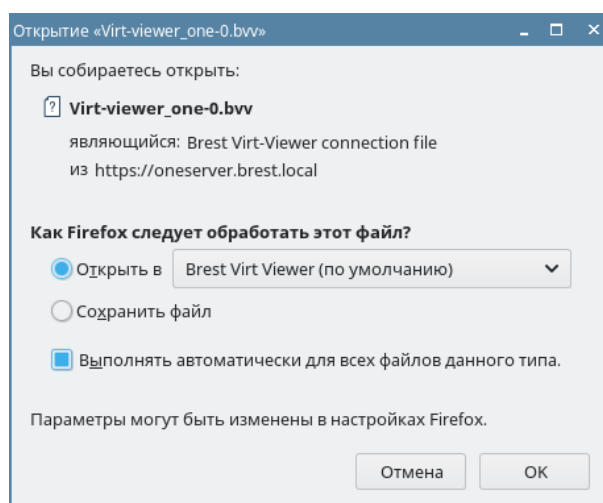 Открытие «Virt-viewer_one-0.bvv»
Вы собираетесь открыть:
Virt-viewer_one-0.bvv
являющийся: Brest Virt-Viewer connection file
из https://oneserver.brest.local
Как Firefox следует обработать этот файл?
Открыть в Brest Virt Viewer (по умолчанию)
Сохранить файл
Выполнять автоматически для всех файлов данного типа.
Параметры могут быть изменены в настройках Firefox.
Отмена OK